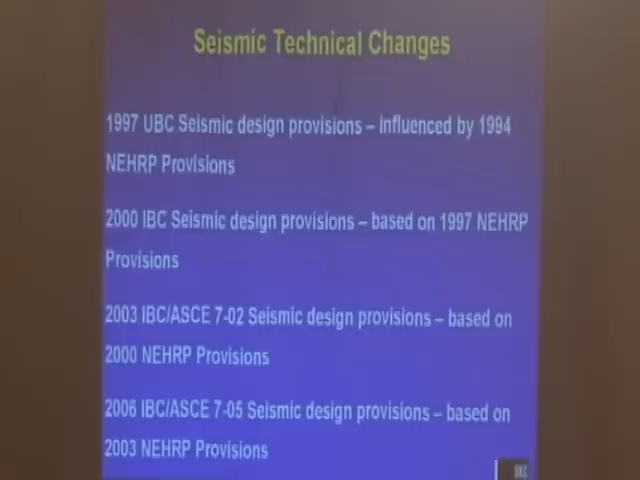 Seismic Technical Changes
1997 UBC Seismic design provisions – influenced by 1994
NEHRP Provisions
2000 IBC Seismic design provisions – based on 1997 NEHRP
Provisions
2003 IBC/ASCE 7-02 Seismic design provisions – based on
2000 NEHRP Provisions
2006 IBC/ASCE 7-05 Seismic design provisions – based on
2003 NEHRP Provisions